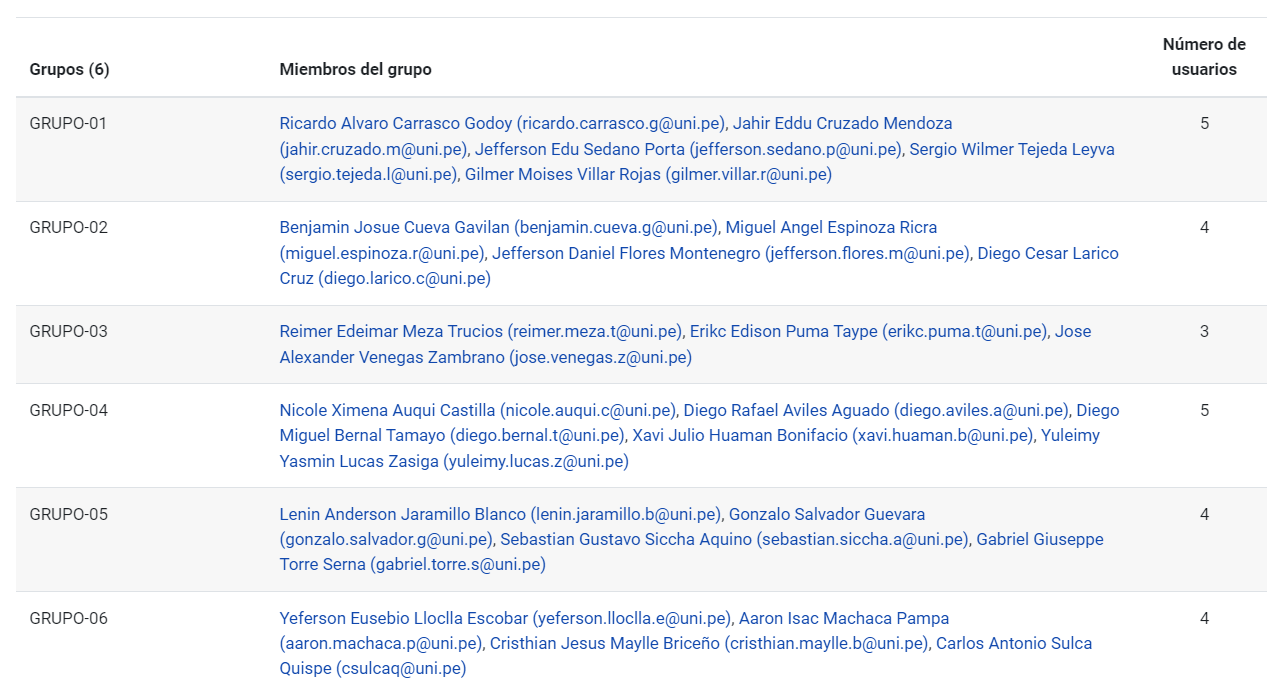 Número de
Grupos (6) Miembros del grupo usuarios
GRUPO-01 Ricardo Alvaro Carrasco Godoy (ricardo.carrasco.g@uni.pe), Jahir Eddu Cruzado Mendoza 5
(jahir.cruzado.m@uni.pe), Jefferson Edu Sedano Porta (jefferson.sedano.p@uni.pe), Sergio Wilmer Tejeda Leyva
(sergio.tejeda.l@uni.pe), Gilmer Moises Villar Rojas (gilmer.villar.r@uni.pe)
GRUPO-02 Benjamin Josue Cueva Gavilan (benjamin.cueva.g@uni.pe), Miguel Angel Espinoza Ricra 4
(miguel.espinoza.r@uni.pe), Jefferson Daniel Flores Montenegro (jefferson.flores.m@uni.pe), Diego Cesar Larico
Cruz (diego.larico.c@uni.pe)
GRUPO-03 Reimer Edeimar Meza Trucios (reimer.meza.t@uni.pe), Erikc Edison Puma Taype (erikc.puma.t@uni.pe), Jose 3
Alexander Venegas Zambrano (jose.venegas.z@uni.pe)
GRUPO-04 Nicole Ximena Auqui Castilla (nicole.auqui.c@uni.pe), Diego Rafael Aviles Aguado (diego.aviles.a@uni.pe), Diego 5
Miguel Bernal Tamayo (diego.bernal.t@uni.pe), Xavi Julio Huaman Bonifacio (xavi.huaman.b@uni.pe), Yuleimy
Yasmin Lucas Zasiga (yuleimy.lucas.z@uni.pe)
GRUPO-05 Lenin Anderson Jaramillo Blanco (lenin.jaramillo.b@uni.pe), Gonzalo Salvador Guevara 4
(gonzalo.salvador.g@uni.pe), Sebastian Gustavo Siccha Aquino (sebastian.siccha.a@uni.pe), Gabriel Giuseppe
Torre Serna (gabriel.torre.s@uni.pe)
GRUPO-06 Yeferson Eusebio Lloclla Escobar (yeferson.lloclla.e@uni.pe), Aaron Isac Machaca Pampa 4
(aaron.machaca.p@uni.pe), Cristhian Jesus Maylle Briceño (cristhian.maylle.b@uni.pe), Carlos Antonio Sulca
Quispe (csulcaq@uni.pe)